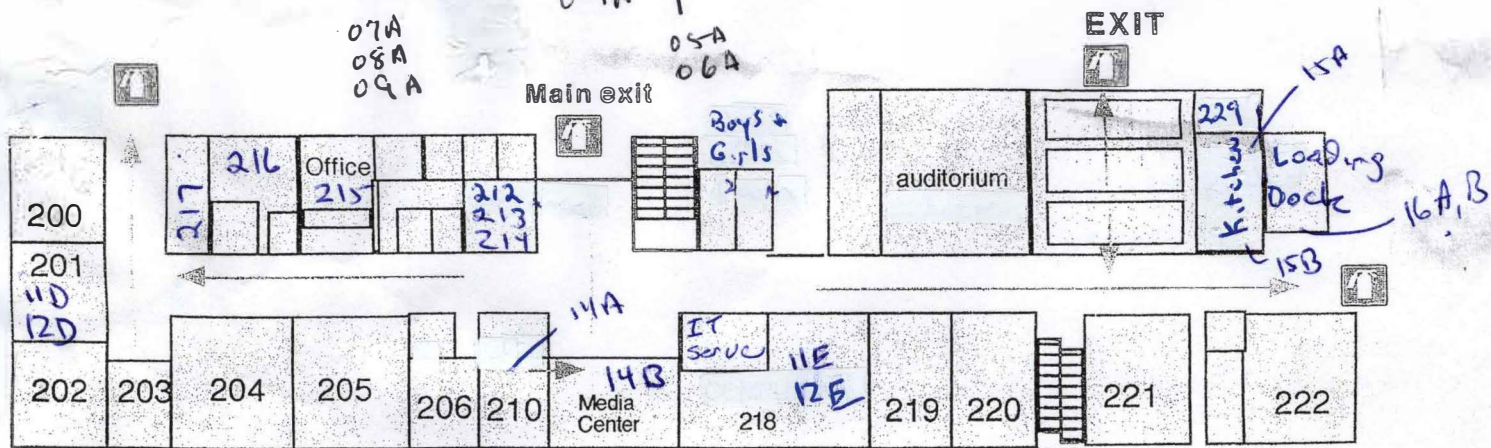 07A
08A
09A
05A
06A
EXIT
15A
Main exit
Boys +
Girls
229
216
Office
215
217
212
213
214
auditorium
Kitchen
Loading
Dock
16A,B
15B
200
201
11D
12D
14A
IT
11E
12E
14B
202
203
204
205
206
210
Media
Center
218
219
220
221
222